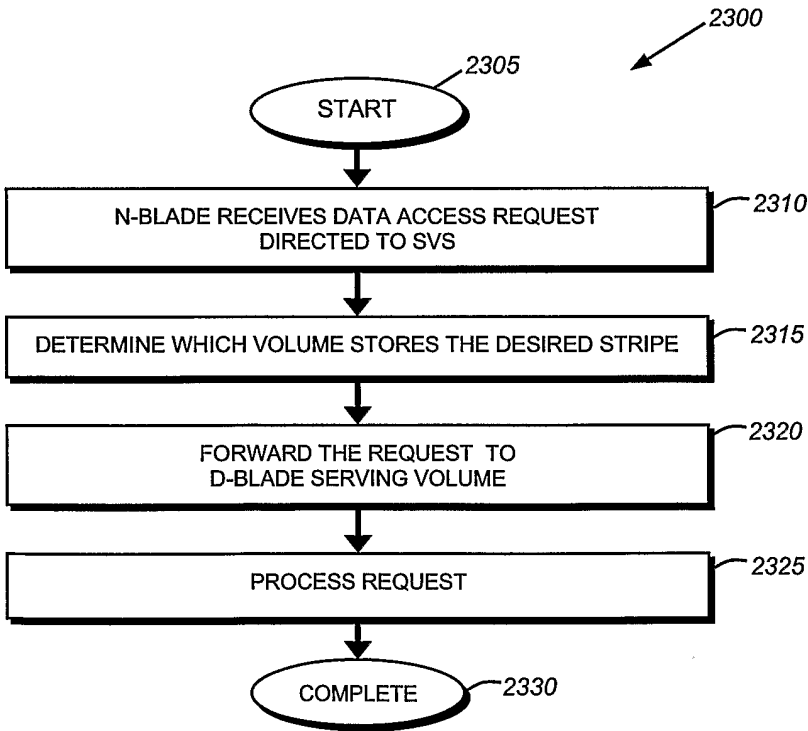 2300
2305
START
2310
N-BLADE RECEIVES DATA ACCESS REQUEST
DIRECTED TO SVS
2315
DETERMINE WHICH VOLUME STORES THE DESIRED STRIPE
2320
FORWARD THE REQUEST TO
D-BLADE SERVING VOLUME
2325
PROCESS REQUEST
2330
COMPLETE